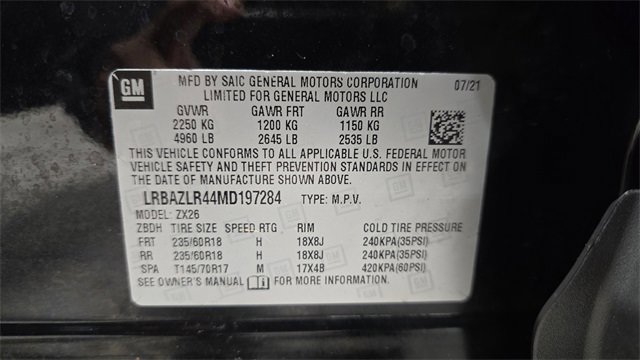 GM
MFD BY SAIC GENERAL MOTORS CORPORATION
LIMITED FOR GENERAL MOTORS LLC
07/21
GVWR GAWR FRT GAWR RR
2250 KG 1200 KG 1150 KG
4960 LB 2645 LB 2535 LB
THIS VEHICLE CONFORMS TO ALL APPLICABLE U.S. FEDERAL MOTOR
VEHICLE SAFETY AND THEFT PREVENTION STANDARDS IN EFFECT ON
THE DATE OF MANUFACTURE SHOWN ABOVE.
LRBAZLR44MD197284 TYPE: M.P.V.
MODEL: ZX26
ZBDH TIRE SIZE SPEED RTG RIM COLD TIRE PRESSURE
FRT 235/60R18 H 18X8J 240KPA(35PSI)
RR 235/60R18 H 18X8J 240KPA(35PSI)
SPA T145/70R17 M 17X4B 420KPA(60PSI)
SEE OWNER'S MANUAL FOR MORE INFORMATION.